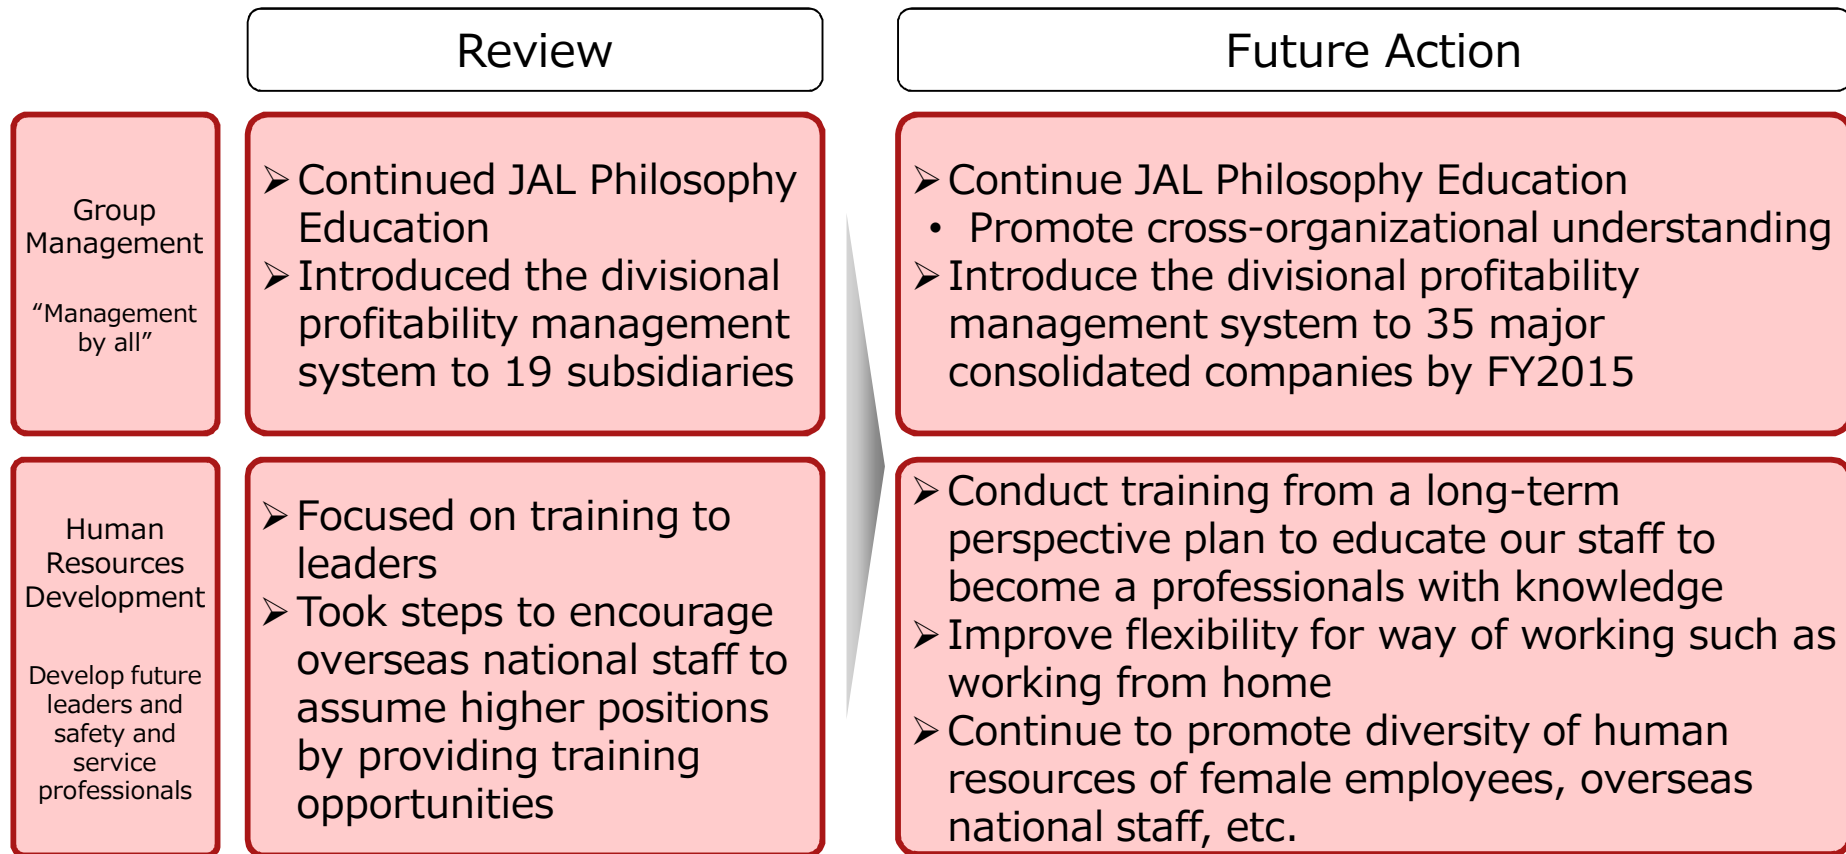 Review
Future Action
Group
Management
“Management
by all”
➢ Continued JAL Philosophy
Education
➢ Introduced the divisional
profitability management
system to 19 subsidiaries
➢ Continue JAL Philosophy Education
• Promote cross-organizational understanding
➢ Introduce the divisional profitability
management system to 35 major
consolidated companies by FY2015
Human
Resources
Development
Develop future
leaders and
safety and
service
professionals
➢ Focused on training to
leaders
➢ Took steps to encourage
overseas national staff to
assume higher positions
by providing training
opportunities
➢ Conduct training from a long-term
perspective plan to educate our staff to
become a professionals with knowledge
➢ Improve flexibility for way of working such as
working from home
➢ Continue to promote diversity of human
resources of female employees, overseas
national staff, etc.